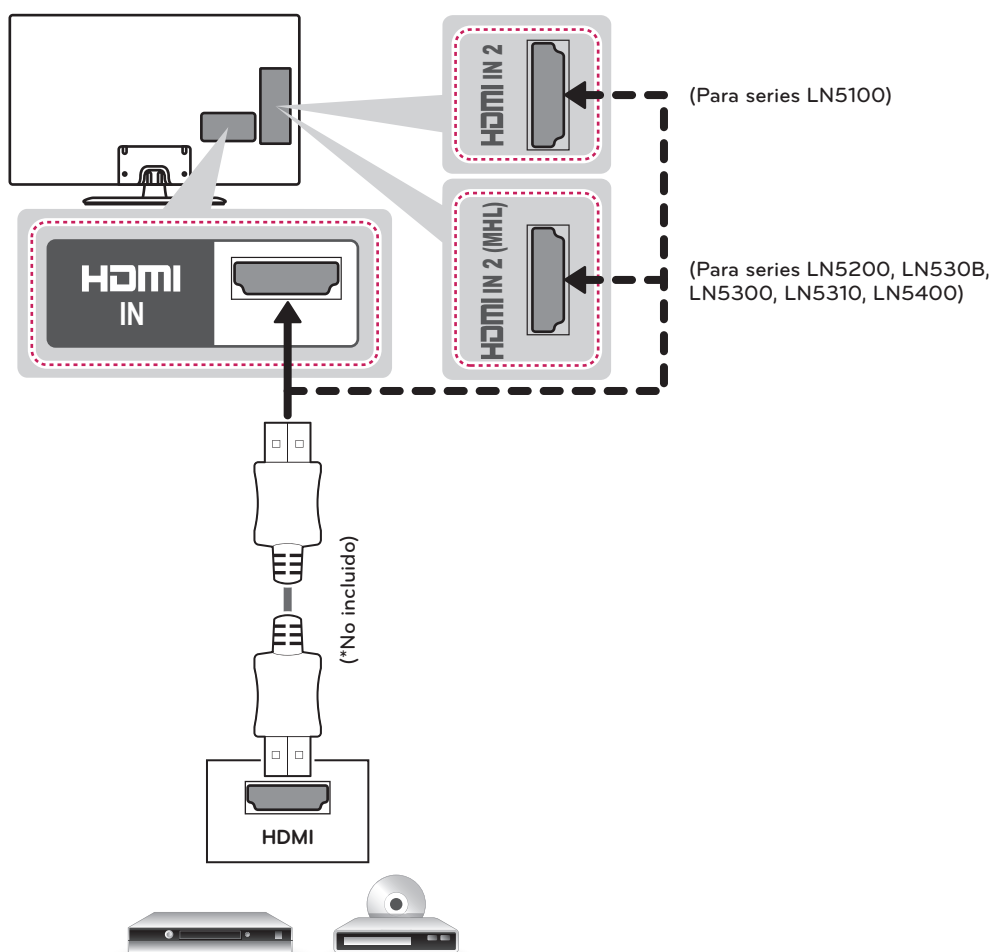 HDMI IN 2
(Para series LN5100)
HDMI IN 2 (MHL)
(Para series LN5200, LN530B,
LN5300, LN5310, LN5400)
HDMI
IN
(*No incluido)
HDMI